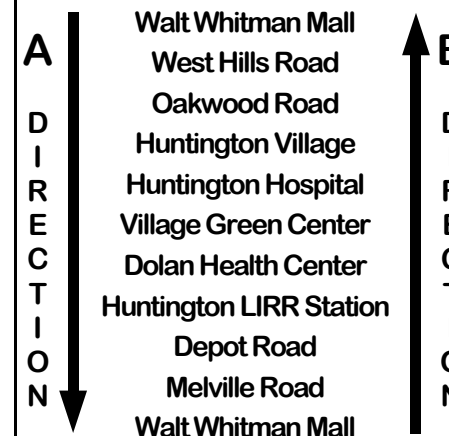 A DIRECTION
Walt Whitman Mall
West Hills Road
Oakwood Road
Huntington Village
Huntington Hospital
Village Green Center
Dolan Health Center
Huntington LIRR Station
Depot Road
Melville Road
Walt Whitman Mall